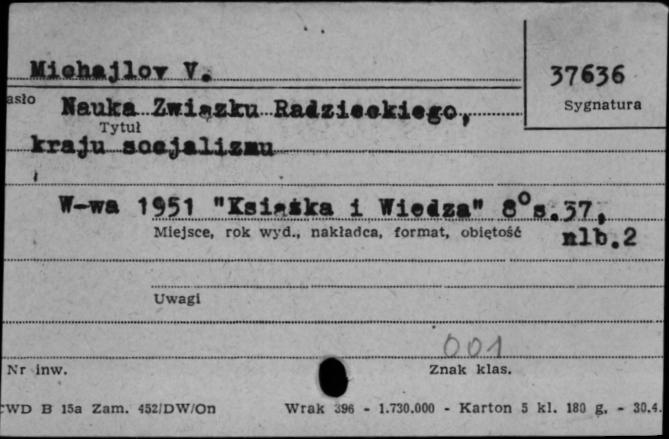 Michajlov V.
37636
asło
Sygnatura
Nauka Związku Radzieckiego,
Tytuł
kraju socjalizmu
W-wa 1951 "Książka i Wiedza" 8° s.37,
Miejsce, rok wyd., nakładca, format, obiętość
nlb.2
Uwagi
001
Nr inw.
Znak klas.
CWD B 15a Zam. 452/DW/On Wrak 396 - 1.730.000 - Karton 5 kl. 180 g. - 30.4.